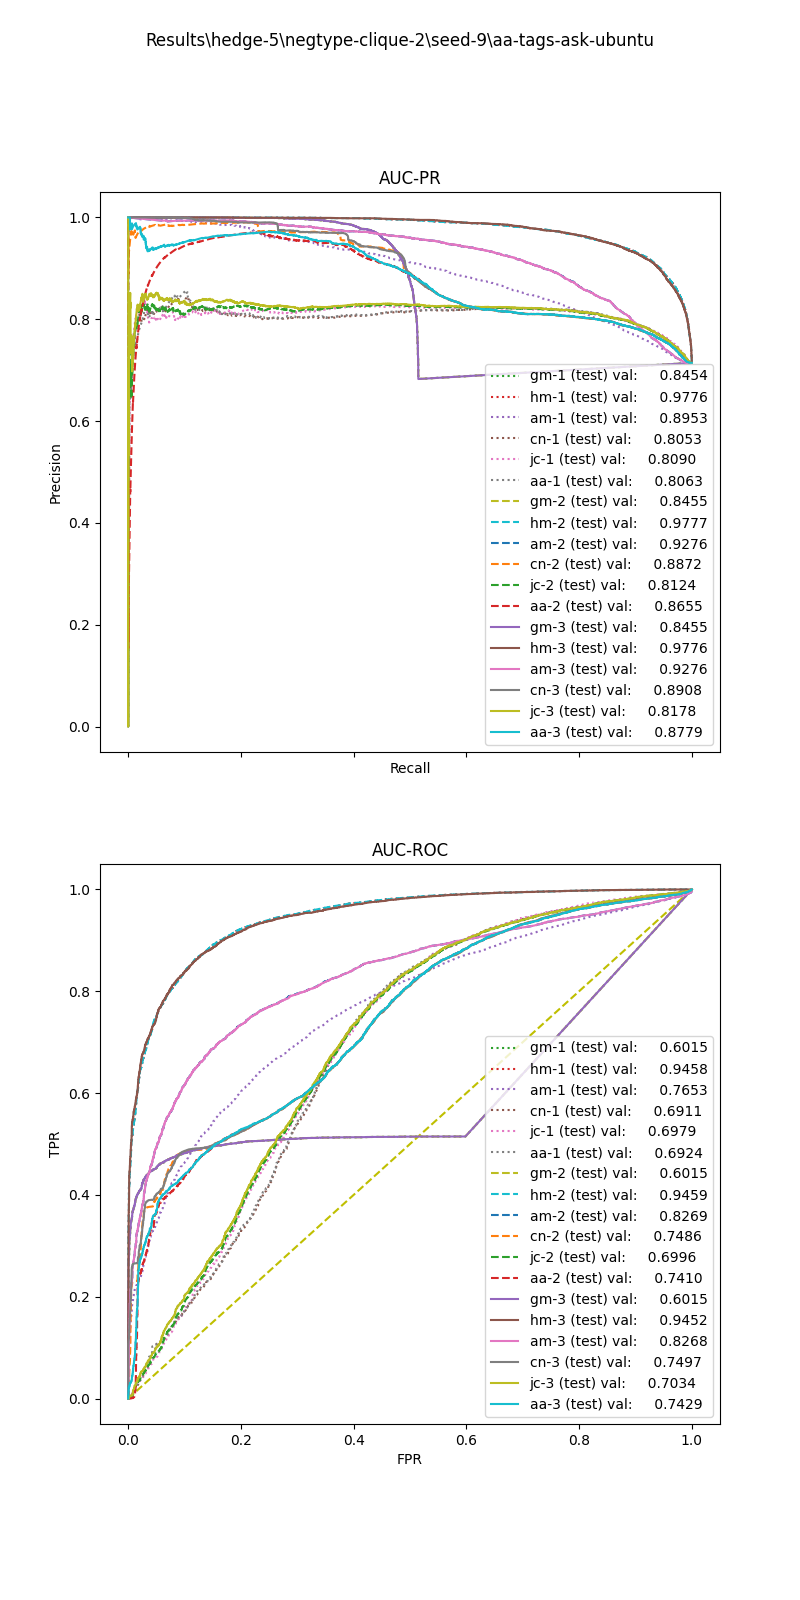 Results\hedge-5\negtype-clique-2\seed-9\aa-tags-ask-ubuntu
AUC-PR
1.0
0.8
0.6
0.4
0.2
0.0
Precision
gm-1 (test) val: 0.8454
hm-1 (test) val: 0.9776
am-1 (test) val: 0.8953
cn-1 (test) val: 0.8053
jc-1 (test) val: 0.8090
aa-1 (test) val: 0.8063
gm-2 (test) val: 0.8455
hm-2 (test) val: 0.9777
am-2 (test) val: 0.9276
cn-2 (test) val: 0.8872
jc-2 (test) val: 0.8124
aa-2 (test) val: 0.8655
gm-3 (test) val: 0.8455
hm-3 (test) val: 0.9776
am-3 (test) val: 0.9276
cn-3 (test) val: 0.8908
jc-3 (test) val: 0.8178
aa-3 (test) val: 0.8779
Recall
AUC-ROC
1.0
0.8
0.6
0.4
0.2
0.0
TPR
gm-1 (test) val: 0.6015
hm-1 (test) val: 0.9458
am-1 (test) val: 0.7653
cn-1 (test) val: 0.6911
jc-1 (test) val: 0.6979
aa-1 (test) val: 0.6924
gm-2 (test) val: 0.6015
hm-2 (test) val: 0.9459
am-2 (test) val: 0.8269
cn-2 (test) val: 0.7486
jc-2 (test) val: 0.6996
aa-2 (test) val: 0.7410
gm-3 (test) val: 0.6015
hm-3 (test) val: 0.9452
am-3 (test) val: 0.8268
cn-3 (test) val: 0.7497
jc-3 (test) val: 0.7034
aa-3 (test) val: 0.7429
0.0 0.2 0.4 0.6 0.8 1.0
FPR